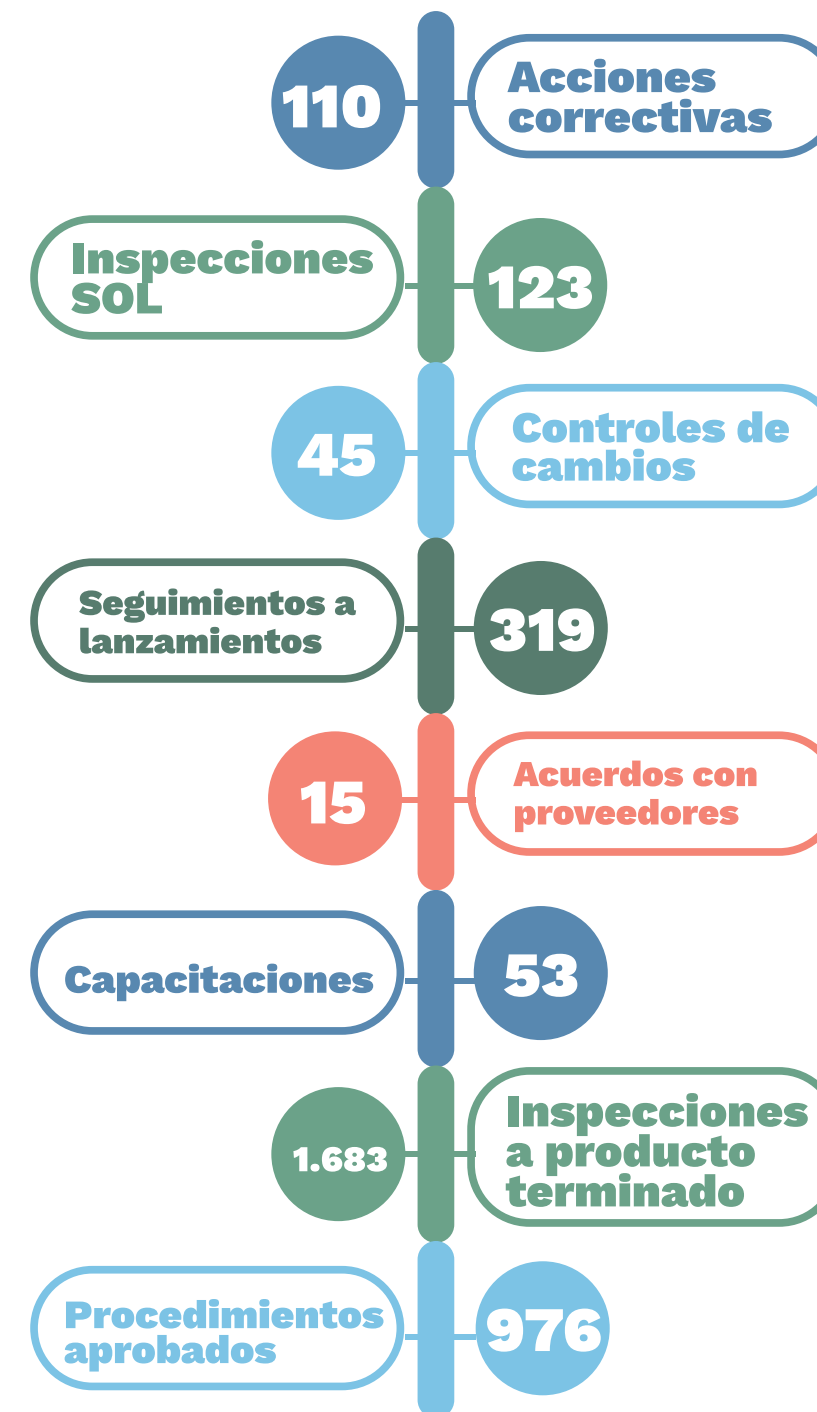 110
Acciones
correctivas
Inspecciones
SOL
123
45
Controles de
cambios
Seguimientos a
lanzamientos
319
15
Acuerdos con
proveedores
Capacitaciones
53
1.683
Inspecciones
a producto
terminado
Procedimientos
aprobados
976